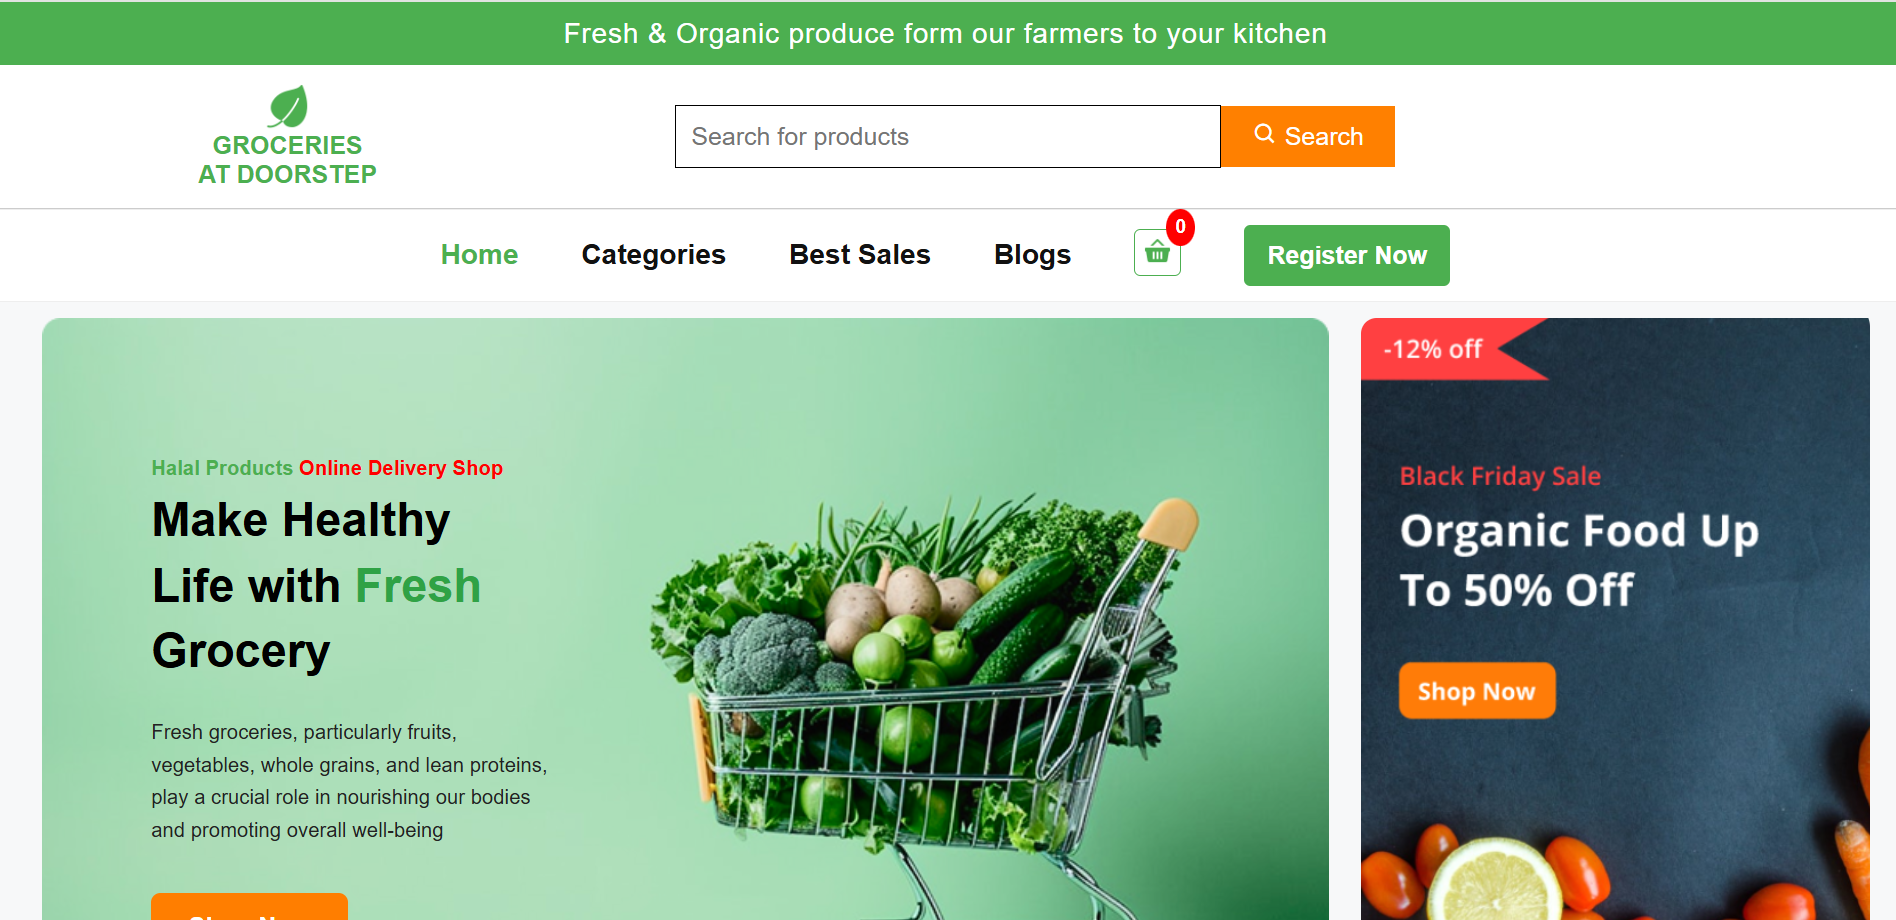 Fresh & Organic produce form our farmers to your kitchen
GROCERIES
AT DOORSTEP
Search for products
Search
Home
Categories
Best Sales
Blogs
0
Register Now
Halal Products Online Delivery Shop
Make Healthy
Life with Fresh
Grocery
Fresh groceries, particularly fruits,
vegetables, whole grains, and lean proteins,
play a crucial role in nourishing our bodies
and promoting overall well-being
-12% off
Black Friday Sale
Organic Food Up
To 50% Off
Shop Now